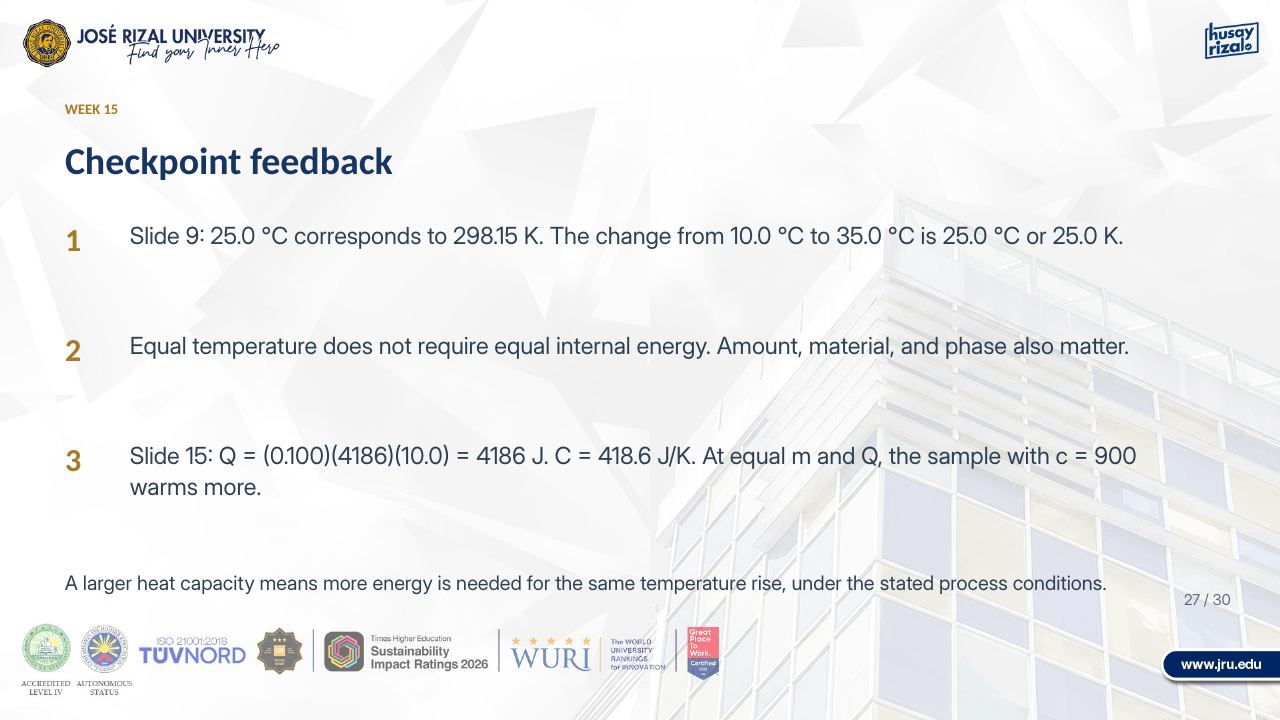 JOSÉ RIZAL UNIVERSITY
Find your Inner Hero
husay
rizal
WEEK 15
Checkpoint feedback
1 Slide 9: 25.0 °C corresponds to 298.15 K. The change from 10.0 °C to 35.0 °C is 25.0 °C or 25.0 K.
2 Equal temperature does not require equal internal energy. Amount, material, and phase also matter.
3 Slide 15: Q = (0.100)(4186)(10.0) = 4186 J. C = 418.6 J/K. At equal m and Q, the sample with c = 900
warms more.
A larger heat capacity means more energy is needed for the same temperature rise, under the stated process conditions.
27 / 30
ACCREDITED
LEVEL IV
AUTONOMOUS
STATUS
ISO 21001:2018
TÜVNORD
Times Higher Education
Sustainability
Impact Ratings 2026
WURI
The WORLD
UNIVERSITY
RANKINGS
for INNOVATION
Great
Place
To
Work.
Certified
www.jru.edu